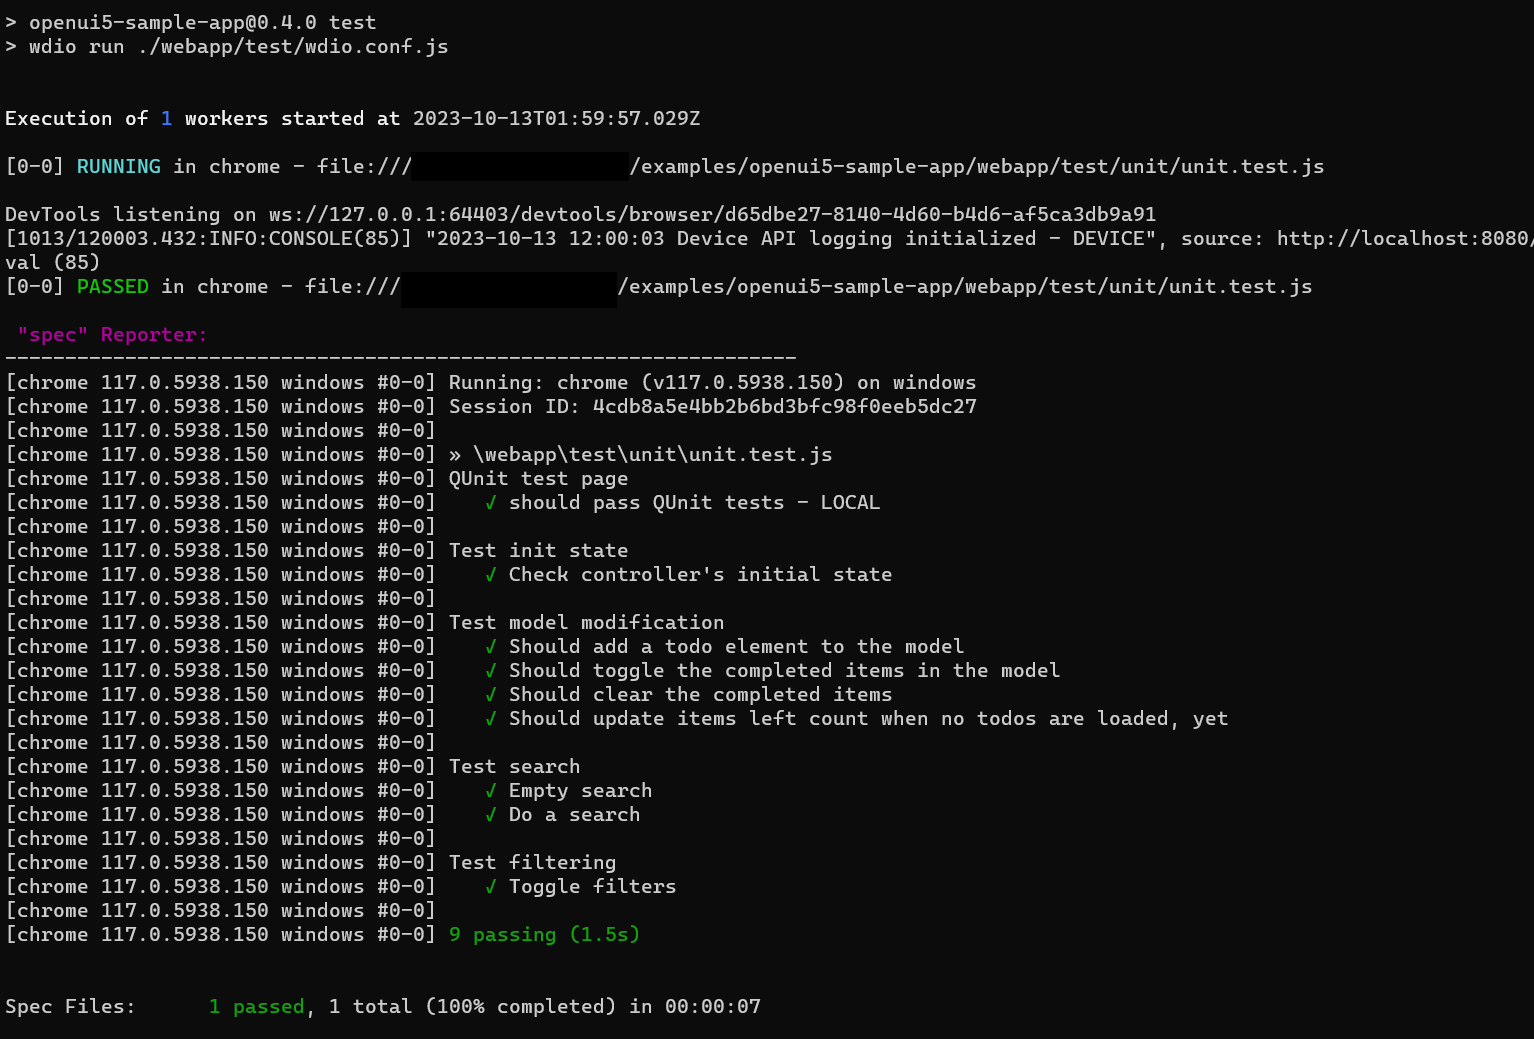 > openui5-sample-app@0.4.0 test
> wdio run ./webapp/test/wdio.conf.js
Execution of 1 workers started at 2023-10-13T01:59:57.029Z
[0-0] RUNNING in chrome - file:/// /examples/openui5-sample-app/webapp/test/unit/unit.test.js
DevTools listening on ws://127.0.0.1:64403/devtools/browser/d65dbe27-8140-4d60-b4d6-af5ca3db9a91
[1013/120003.432:INFO:CONSOLE(85)] "2023-10-13 12:00:03 Device API logging initialized - DEVICE", source: http://localhost:8080/
val (85)
[0-0] PASSED in chrome - file:/// /examples/openui5-sample-app/webapp/test/unit/unit.test.js
"spec" Reporter:
------------------------------------------------------------------
[chrome 117.0.5938.150 windows #0-0] Running: chrome (v117.0.5938.150) on windows
[chrome 117.0.5938.150 windows #0-0] Session ID: 4cdb8a5e4bb2b6bd3bfc98f0eeb5dc27
[chrome 117.0.5938.150 windows #0-0]
[chrome 117.0.5938.150 windows #0-0] » \webapp\test\unit\unit.test.js
[chrome 117.0.5938.150 windows #0-0] QUnit test page
[chrome 117.0.5938.150 windows #0-0] √ should pass QUnit tests - LOCAL
[chrome 117.0.5938.150 windows #0-0]
[chrome 117.0.5938.150 windows #0-0] Test init state
[chrome 117.0.5938.150 windows #0-0] √ Check controller's initial state
[chrome 117.0.5938.150 windows #0-0]
[chrome 117.0.5938.150 windows #0-0] Test model modification
[chrome 117.0.5938.150 windows #0-0] √ Should add a todo element to the model
[chrome 117.0.5938.150 windows #0-0] √ Should toggle the completed items in the model
[chrome 117.0.5938.150 windows #0-0] √ Should clear the completed items
[chrome 117.0.5938.150 windows #0-0] √ Should update items left count when no todos are loaded, yet
[chrome 117.0.5938.150 windows #0-0]
[chrome 117.0.5938.150 windows #0-0] Test search
[chrome 117.0.5938.150 windows #0-0] √ Empty search
[chrome 117.0.5938.150 windows #0-0] √ Do a search
[chrome 117.0.5938.150 windows #0-0]
[chrome 117.0.5938.150 windows #0-0] Test filtering
[chrome 117.0.5938.150 windows #0-0] √ Toggle filters
[chrome 117.0.5938.150 windows #0-0]
[chrome 117.0.5938.150 windows #0-0] 9 passing (1.5s)
Spec Files: 1 passed, 1 total (100% completed) in 00:00:07